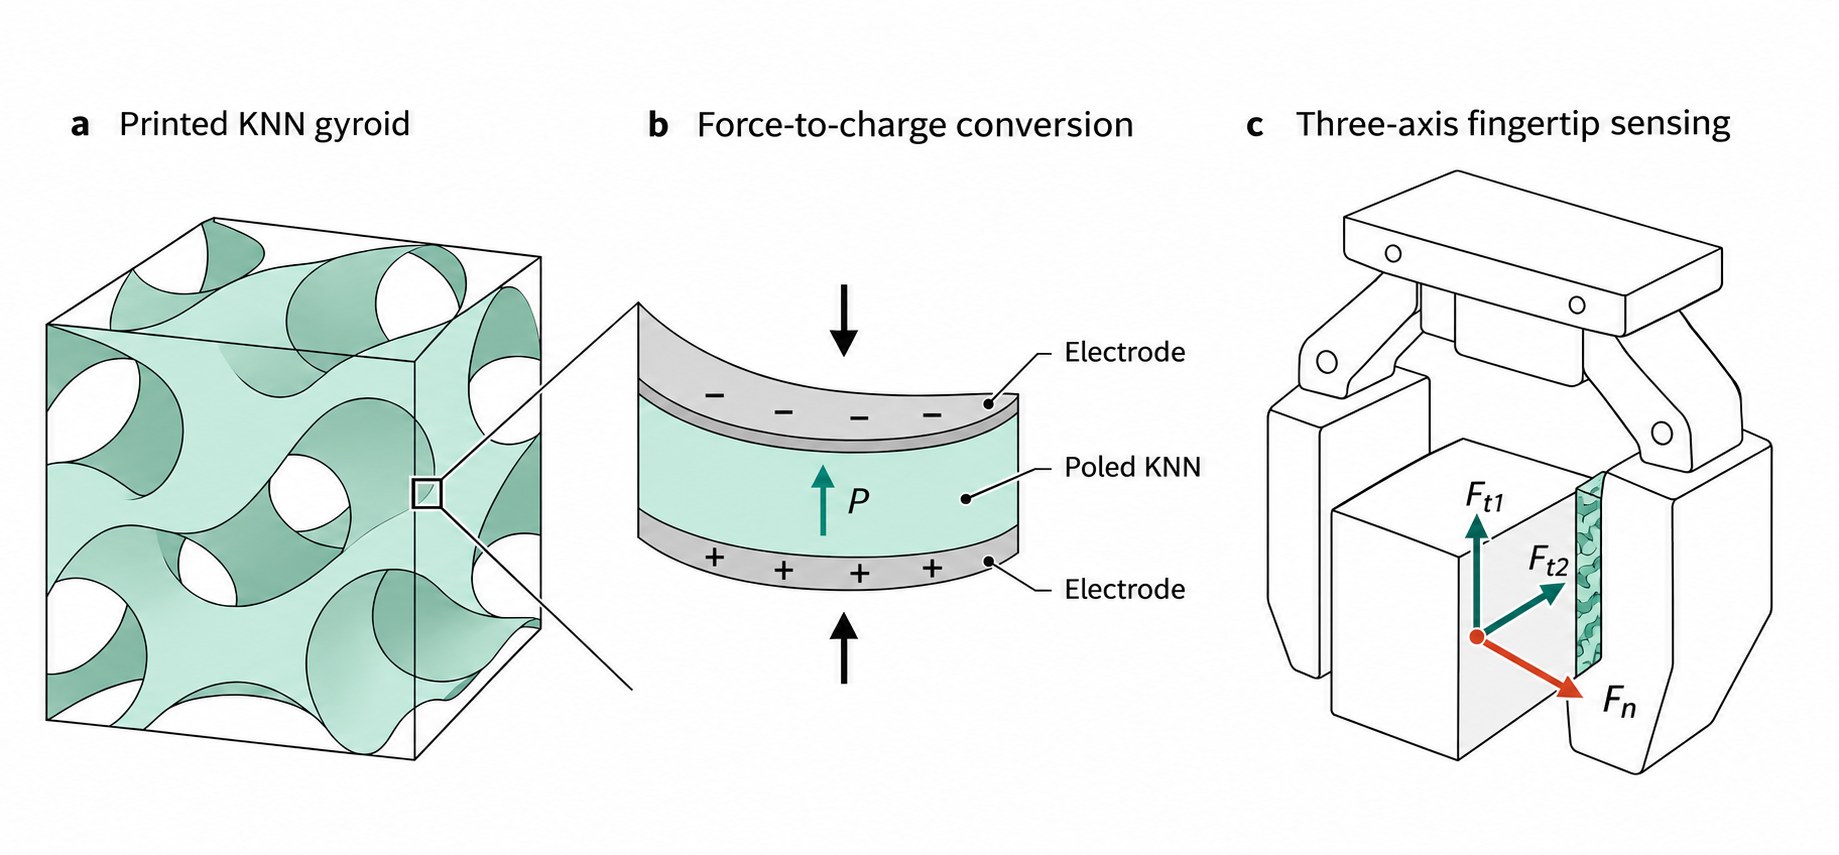 a Printed KNN gyroid
b Force-to-charge conversion
c Three-axis fingertip sensing
Electrode
− − − −
Poled KNN
P
+ + + +
Electrode
Ft1
Ft2
Fn